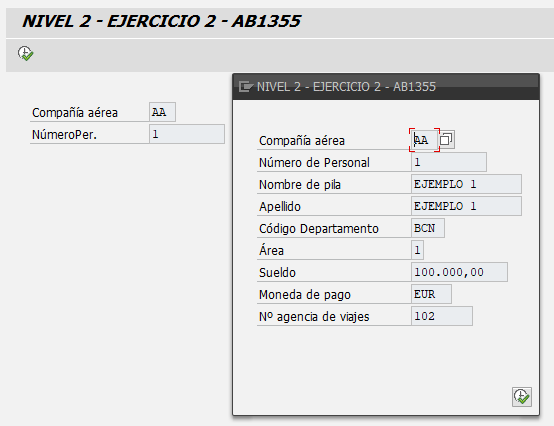 NIVEL 2 - EJERCICIO 2 - AB1355
Compañía aérea AA
NúmeroPer. 1
NIVEL 2 - EJERCICIO 2 - AB1355
Compañía aérea AA
Número de Personal 1
Nombre de pila EJEMPLO 1
Apellido EJEMPLO 1
Código Departamento BCN
Área 1
Sueldo 100.000,00
Moneda de pago EUR
Nº agencia de viajes 102